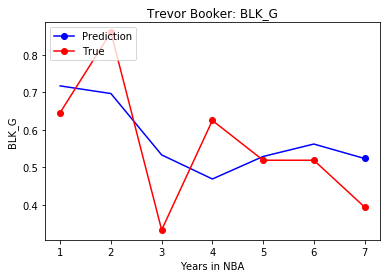 Trevor Booker: BLK_G
Prediction
True
BLK_G
0.8
0.7
0.6
0.5
0.4
1 2 3 4 5 6 7
Years in NBA